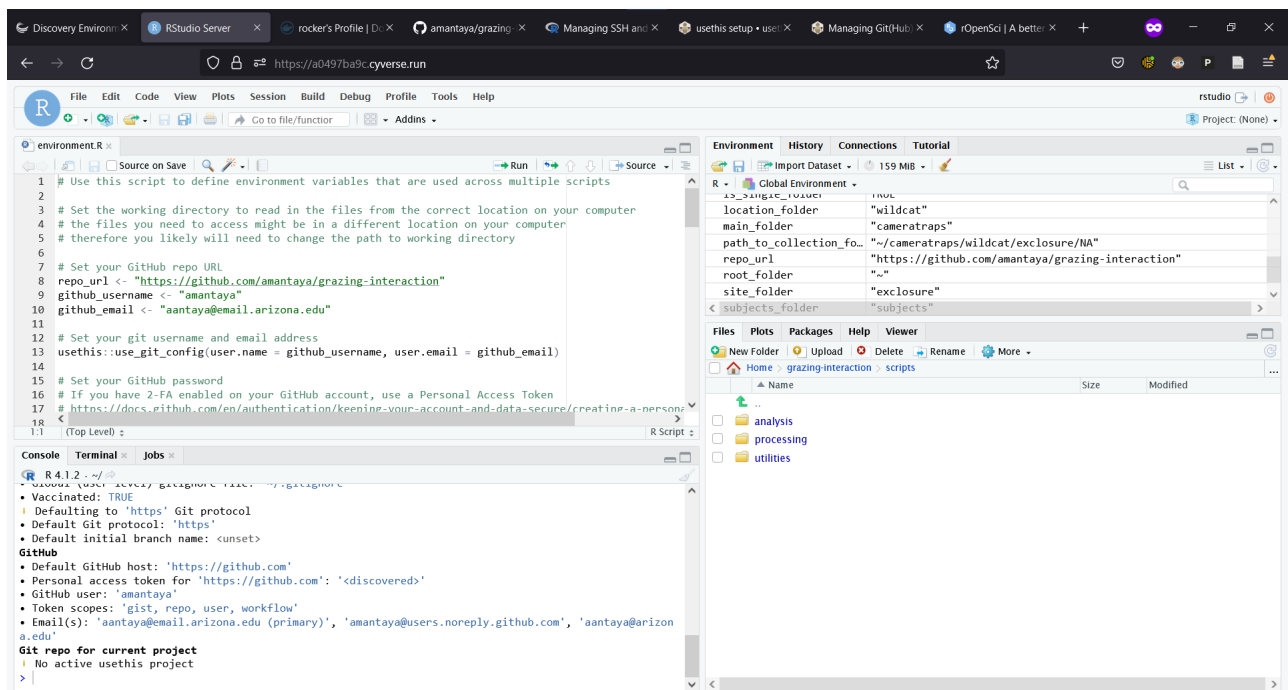 Discovery Environm
RStudio Server
rocker's Profile | Do
amantaya/grazing-
Managing SSH and
usethis setup • uset
Managing Git(Hub)
rOpenSci | A better
https://a0497ba9c.cyverse.run
P
R
File Edit Code View Plots Session Build Debug Profile Tools Help
rstudio
Go to file/function
Addins
Project: (None)
environment.R
Source on Save
Run
Source
1 # Use this script to define environment variables that are used across multiple scripts
2
3 # Set the working directory to read in the files from the correct location on your computer
4 # the files you need to access might be in a different location on your computer
5 # therefore you likely will need to change the path to working directory
6
7 # Set your GitHub repo URL
8 repo_url <- "https://github.com/amantaya/grazing-interaction"
9 github_username <- "amantaya"
10 github_email <- "aantaya@email.arizona.edu"
11
12 # Set your git username and email address
13 usethis::use_git_config(user.name = github_username, user.email = github_email)
14
15 # Set your GitHub password
16 # If you have 2-FA enabled on your GitHub account, use a Personal Access Token
17 # https://docs.github.com/en/authentication/keeping-your-account-and-data-secure/creating-a-persona
18
1:1 (Top Level) R Script
Console Terminal Jobs
R 4.1.2 · ~/
• Global (user-level) gitignore file: '~/.gitignore'
• Vaccinated: TRUE
Defaulting to 'https' Git protocol
• Default Git protocol: 'https'
• Default initial branch name: <unset>
GitHub
• Default GitHub host: 'https://github.com'
• Personal access token for 'https://github.com': '<discovered>'
• GitHub user: 'amantaya'
• Token scopes: 'gist, repo, user, workflow'
• Email(s): 'aantaya@email.arizona.edu (primary)', 'amantaya@users.noreply.github.com', 'aantaya@arizon
a.edu'
Git repo for current project
No active usethis project
>
Environment History Connections Tutorial
Import Dataset 159 MiB List
R Global Environment
is_single_folder TRUE
location_folder "wildcat"
main_folder "cameratraps"
path_to_collection_fo… "~/cameratraps/wildcat/exclosure/NA"
repo_url "https://github.com/amantaya/grazing-interaction"
root_folder "~"
site_folder "exclosure"
subjects_folder "subjects"
Files Plots Packages Help Viewer
New Folder Upload Delete Rename More
Home > grazing-interaction > scripts
Name Size Modified
..
analysis
processing
utilities